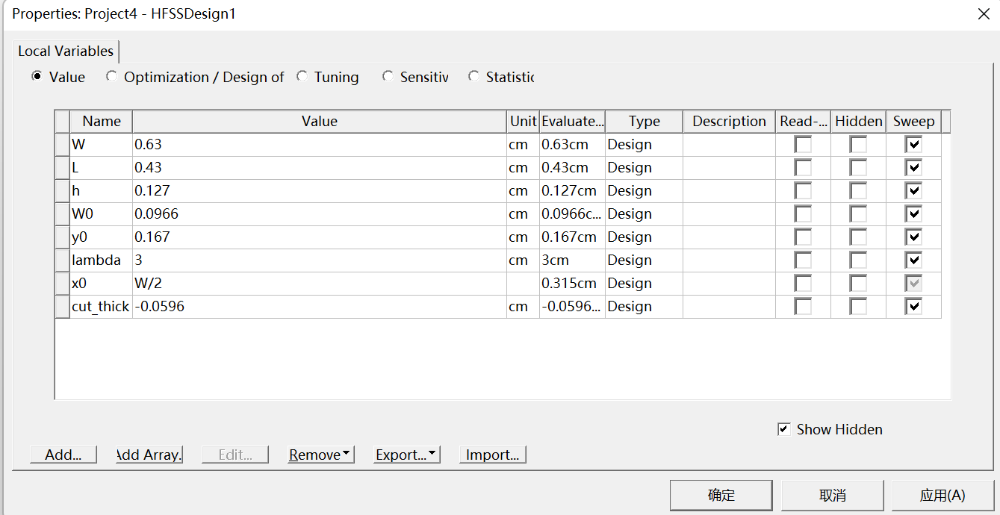 Properties: Project4 - HFSSDesign1
Local Variables
Value Optimization / Design of Tuning Sensitiv Statistic
Name Value Unit Evaluate... Type Description Read-... Hidden Sweep
W 0.63 cm 0.63cm Design
L 0.43 cm 0.43cm Design
h 0.127 cm 0.127cm Design
W0 0.0966 cm 0.0966c... Design
y0 0.167 cm 0.167cm Design
lambda 3 cm 3cm Design
x0 W/2 0.315cm Design
cut_thick -0.0596 cm -0.0596... Design
Show Hidden
Add... Add Array. Edit... Remove Export... Import...
确定 取消 应用(A)